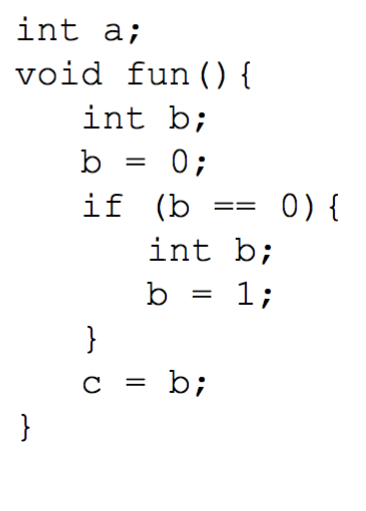 int a;
void fun(){
    int b;
    b = 0;
    if (b == 0){
        int b;
        b = 1;
    }
    c = b;
}